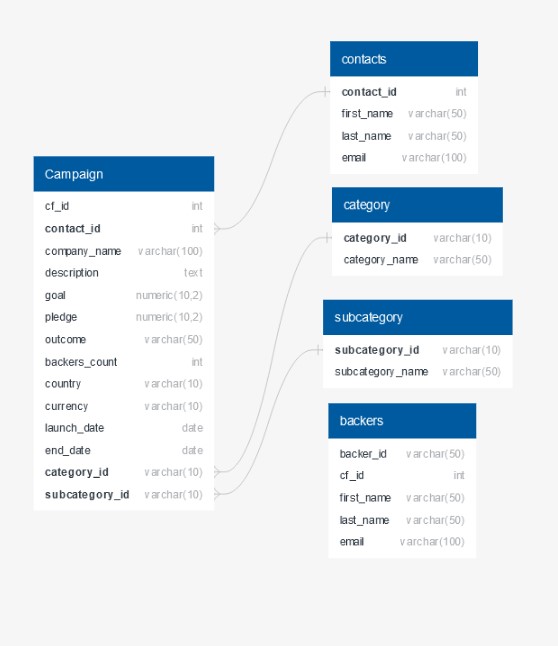 Campaign
cf_id int
contact_id int
company_name varchar(100)
description text
goal numeric(10,2)
pledge numeric(10,2)
outcome varchar(50)
backers_count int
country varchar(10)
currency varchar(10)
launch_date date
end_date date
category_id varchar(10)
subcategory_id varchar(10)
contacts
contact_id int
first_name varchar(50)
last_name varchar(50)
email varchar(100)
category
category_id varchar(10)
category_name varchar(50)
subcategory
subcategory_id varchar(10)
subcategory_name varchar(50)
backers
backer_id varchar(50)
cf_id int
first_name varchar(50)
last_name varchar(50)
email varchar(100)